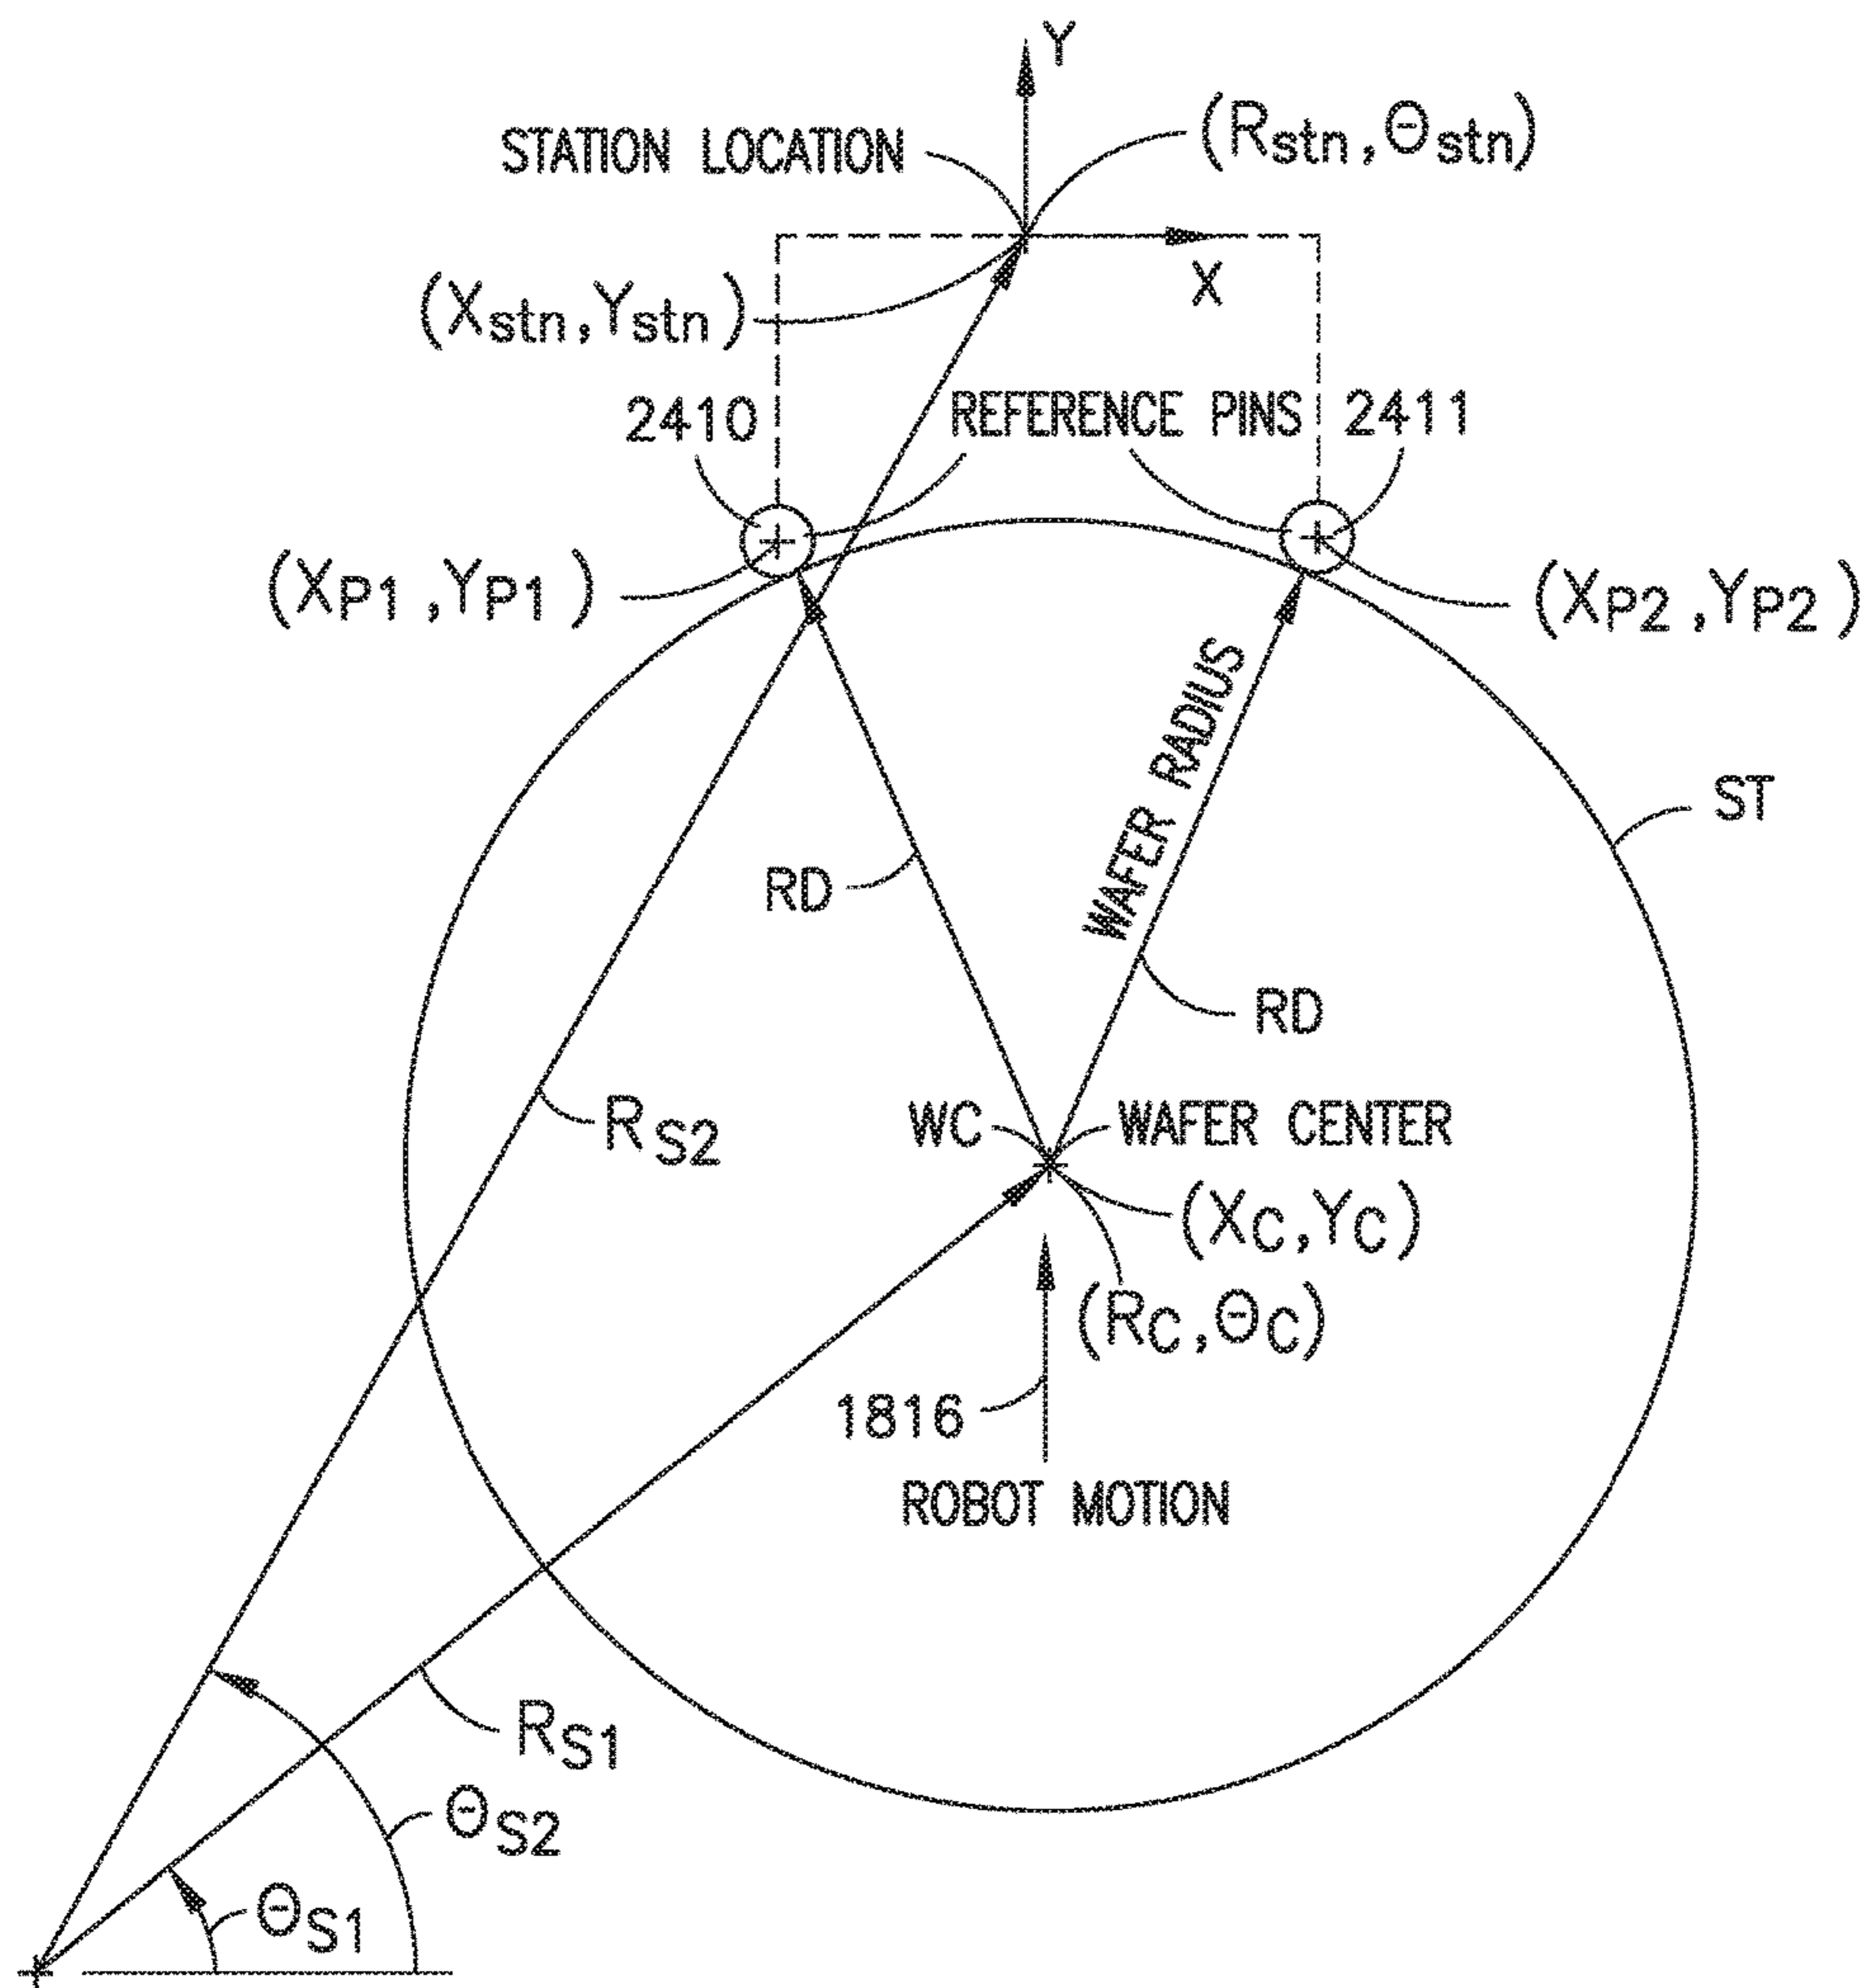 Y
(Rstn,Θstn)
STATION LOCATION
X
(Xstn,Ystn)
2410
REFERENCE PINS
2411
(XP1,YP1)
(XP2,YP2)
WAFER RADIUS
ST
RD
RD
RS2
WC
WAFER CENTER
(XC,YC)
(RC,ΘC)
1816
ROBOT MOTION
RS1
ΘS2
ΘS1